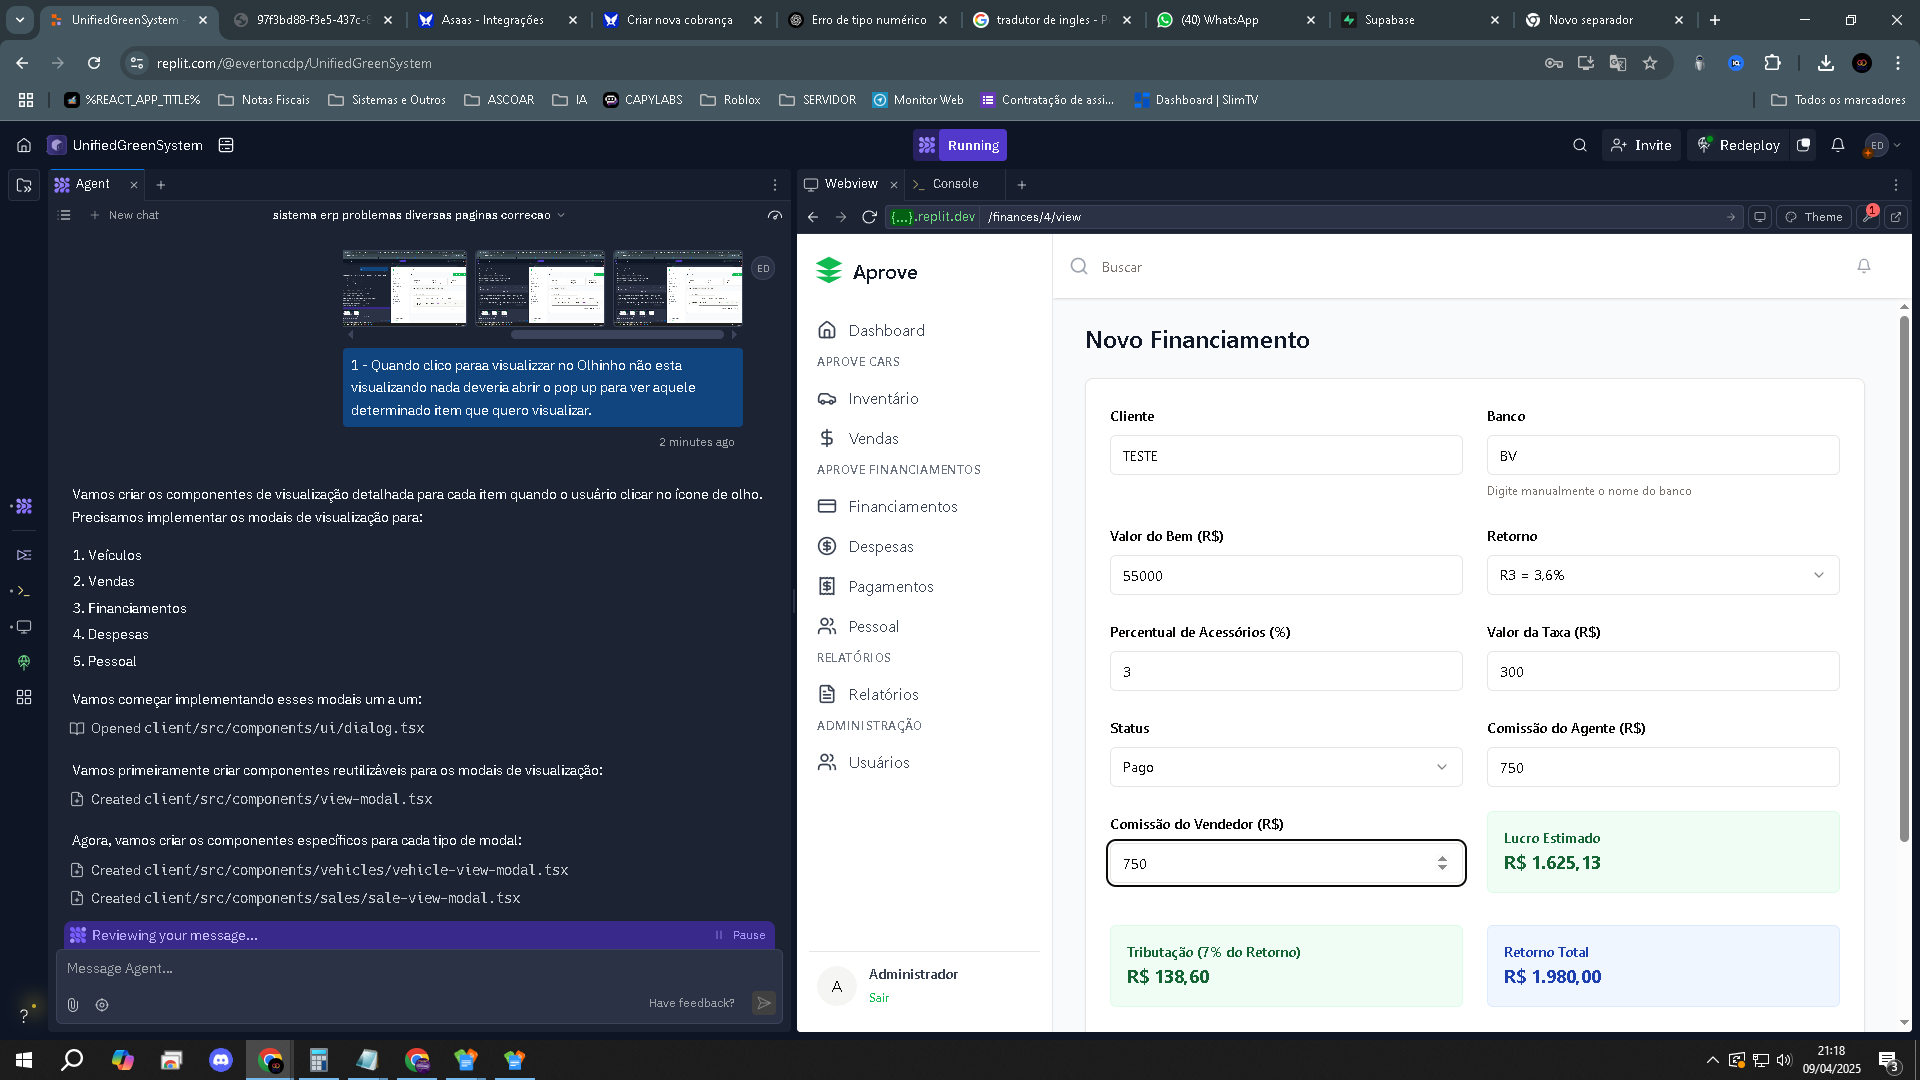 UnifiedGreenSystem -
97f3bd88-f3e5-437c-8
Asaas - Integrações
Criar nova cobrança
Erro de tipo numérico
tradutor de ingles - Pe
(40) WhatsApp
Supabase
Novo separador
replit.com/@evertoncdp/UnifiedGreenSystem
%REACT_APP_TITLE%
Notas Fiscais
Sistemas e Outros
ASCOAR
IA
CAPYLABS
Roblox
SERVIDOR
Monitor Web
Contratação de assi...
Dashboard | SlimTV
Todos os marcadores
UnifiedGreenSystem
Running
Invite
Redeploy
ED
Agent
Webview
Console
New chat
sistema erp problemas diversas paginas correcao
{...}.replit.dev
/finances/4/view
Theme
1
ED
1 - Quando clico paraa visualizzar no Olhinho não esta
visualizando nada deveria abrir o pop up para ver aquele
determinado item que quero visualizar.
2 minutes ago
Vamos criar os componentes de visualização detalhada para cada item quando o usuário clicar no ícone de olho.
Precisamos implementar os modais de visualização para:
1. Veículos
2. Vendas
3. Financiamentos
4. Despesas
5. Pessoal
Vamos começar implementando esses modais um a um:
Opened client/src/components/ui/dialog.tsx
Vamos primeiramente criar componentes reutilizáveis para os modais de visualização:
Created client/src/components/view-modal.tsx
Agora, vamos criar os componentes específicos para cada tipo de modal:
Created client/src/components/vehicles/vehicle-view-modal.tsx
Created client/src/components/sales/sale-view-modal.tsx
Reviewing your message...
Pause
Message Agent...
Have feedback?
?
Aprove
Dashboard
APROVE CARS
Inventário
Vendas
APROVE FINANCIAMENTOS
Financiamentos
Despesas
Pagamentos
Pessoal
RELATÓRIOS
Relatórios
ADMINISTRAÇÃO
Usuários
A
Administrador
Sair
Buscar
Novo Financiamento
Cliente
TESTE
Banco
BV
Digite manualmente o nome do banco
Valor do Bem (R$)
55000
Retorno
R3 = 3,6%
Percentual de Acessórios (%)
3
Valor da Taxa (R$)
300
Status
Pago
Comissão do Agente (R$)
750
Comissão do Vendedor (R$)
750
Lucro Estimado
R$ 1.625,13
Tributação (7% do Retorno)
R$ 138,60
Retorno Total
R$ 1.980,00
21:18
09/04/2025
3